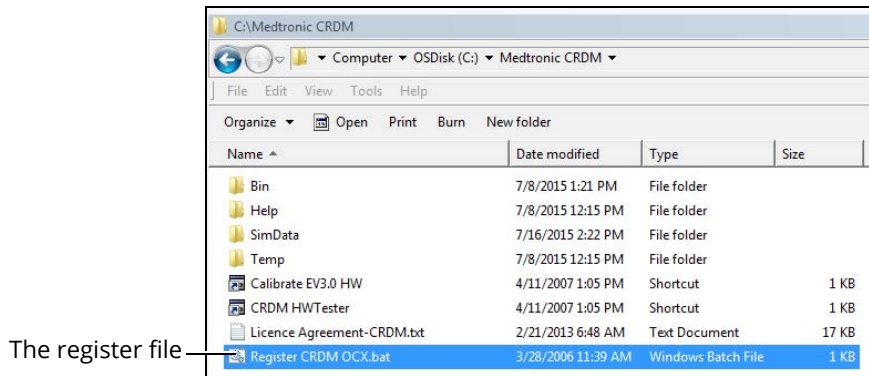 C:\Medtronic CRDM
Computer OSDisk (C:) Medtronic CRDM
File Edit View Tools Help
Organize Open Print Burn New folder
Name Date modified Type Size
Bin 7/8/2015 1:21 PM File folder
Help 7/8/2015 12:15 PM File folder
SimData 7/16/2015 2:22 PM File folder
Temp 7/8/2015 12:15 PM File folder
Calibrate EV3.0 HW 4/11/2007 1:05 PM Shortcut 1 KB
CRDM HWTester 4/11/2007 1:05 PM Shortcut 1 KB
Licence Agreement-CRDM.txt 2/21/2013 6:48 AM Text Document 17 KB
The register file Register CRDM OCX.bat 3/28/2006 11:39 AM Windows Batch File 1 KB